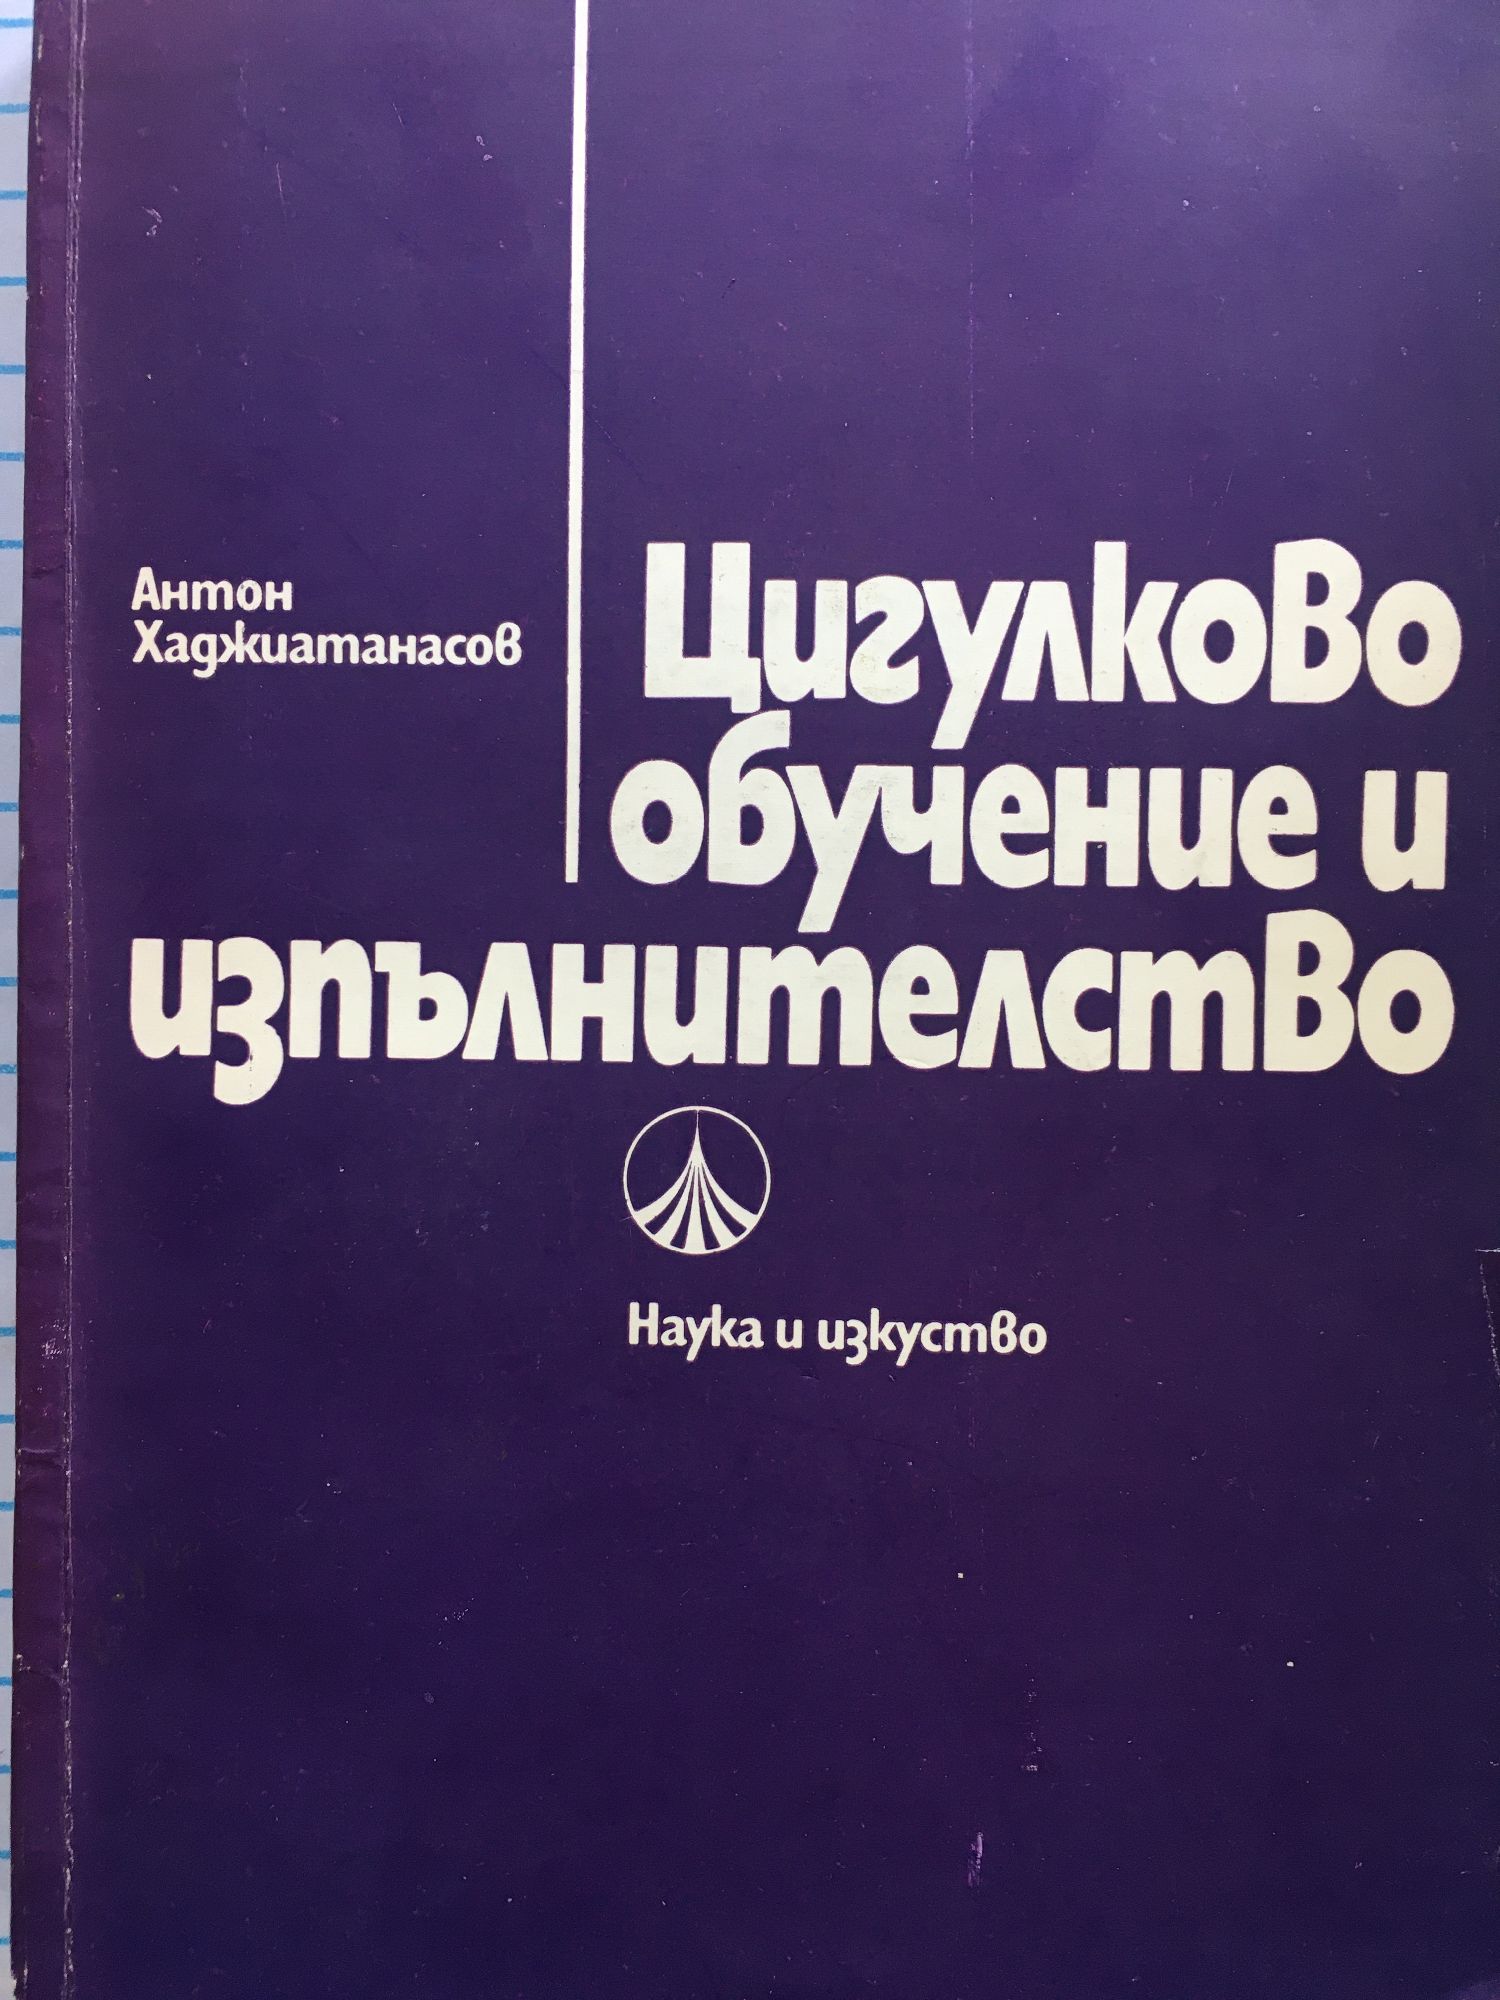 Антон
Хаджиатанасов
Цигулково
обучение и
изпълнителство
Наука и изкуство